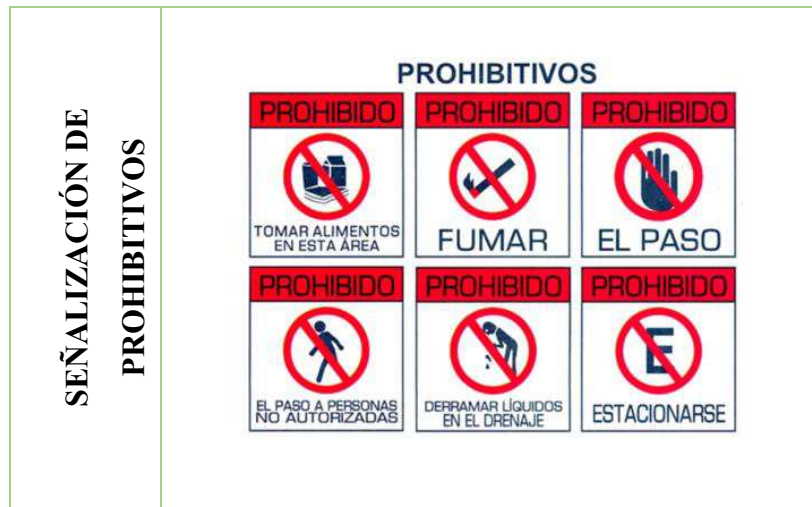 SEÑALIZACIÓN DE
PROHIBITIVOS
PROHIBITIVOS
PROHIBIDO
TOMAR ALIMENTOS
EN ESTA ÁREA
PROHIBIDO
FUMAR
PROHIBIDO
EL PASO
PROHIBIDO
EL PASO A PERSONAS
NO AUTORIZADAS
PROHIBIDO
DERRAMAR LÍQUIDOS
EN EL DRENAJE
PROHIBIDO
E
ESTACIONARSE